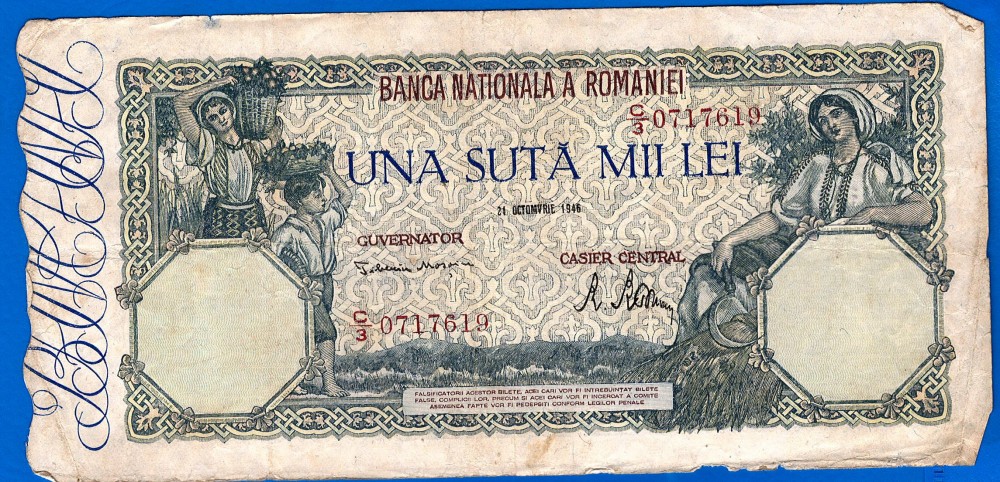 BANCA NATIONALA A ROMANIEI
C/3 0717619
UNA SUTĂ MII LEI
21 OCTOMVRIE 1946
GUVERNATOR
CASIER CENTRAL
C/3 0717619
FALSIFICATORII ACESTOR BILETE, ACEI CARI VOR FI INTREBUINȚAT BILETE
FALSE, COMPLICII LOR, PRECUM SI ACEI CARI VOR FI INCERCAT A COMITE
ASEMENEA FAPTE VOR FI PEDEPSITI CONFORM LEGILOR PENALE